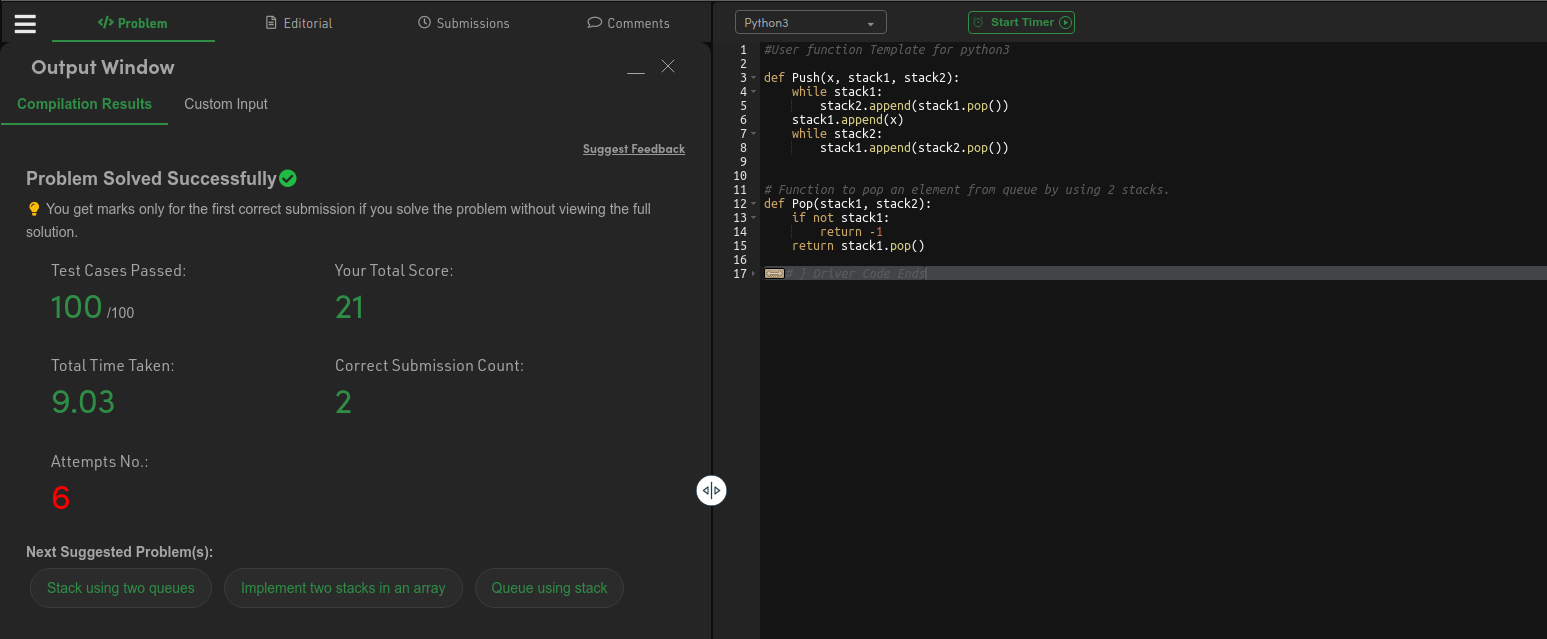 </> Problem
Editorial
Submissions
Comments
Output Window
Compilation Results
Custom Input
Suggest Feedback
Problem Solved Successfully
You get marks only for the first correct submission if you solve the problem without viewing the full
solution.
Test Cases Passed:
100 /100
Your Total Score:
21
Total Time Taken:
9.03
Correct Submission Count:
2
Attempts No.:
6
Next Suggested Problem(s):
Stack using two queues
Implement two stacks in an array
Queue using stack
Python3
Start Timer
1 #User function Template for python3
2
3 def Push(x, stack1, stack2):
4     while stack1:
5         stack2.append(stack1.pop())
6     stack1.append(x)
7     while stack2:
8         stack1.append(stack2.pop())
9
10
11 # Function to pop an element from queue by using 2 stacks.
12 def Pop(stack1, stack2):
13     if not stack1:
14         return -1
15     return stack1.pop()
16
17 # } Driver Code Ends